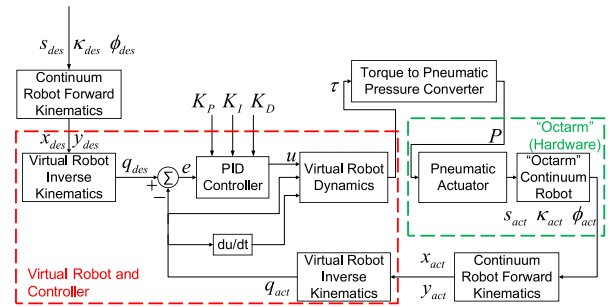 s_des κ_des ϕ_des
Continuum
Robot Forward
Kinematics
x_des y_des
Virtual Robot
Inverse
Kinematics
q_des
+
−
Σ
e
K_P K_I K_D
PID
Controller
u
Virtual Robot
Dynamics
du/dt
τ
Torque to Pneumatic
Pressure Converter
P
"Octarm"
(Hardware)
Pneumatic
Actuator
"Octarm"
Continuum
Robot
s_act κ_act ϕ_act
Continuum
Robot Forward
Kinematics
x_act
y_act
Virtual Robot
Inverse
Kinematics
q_act
Virtual Robot and
Controller